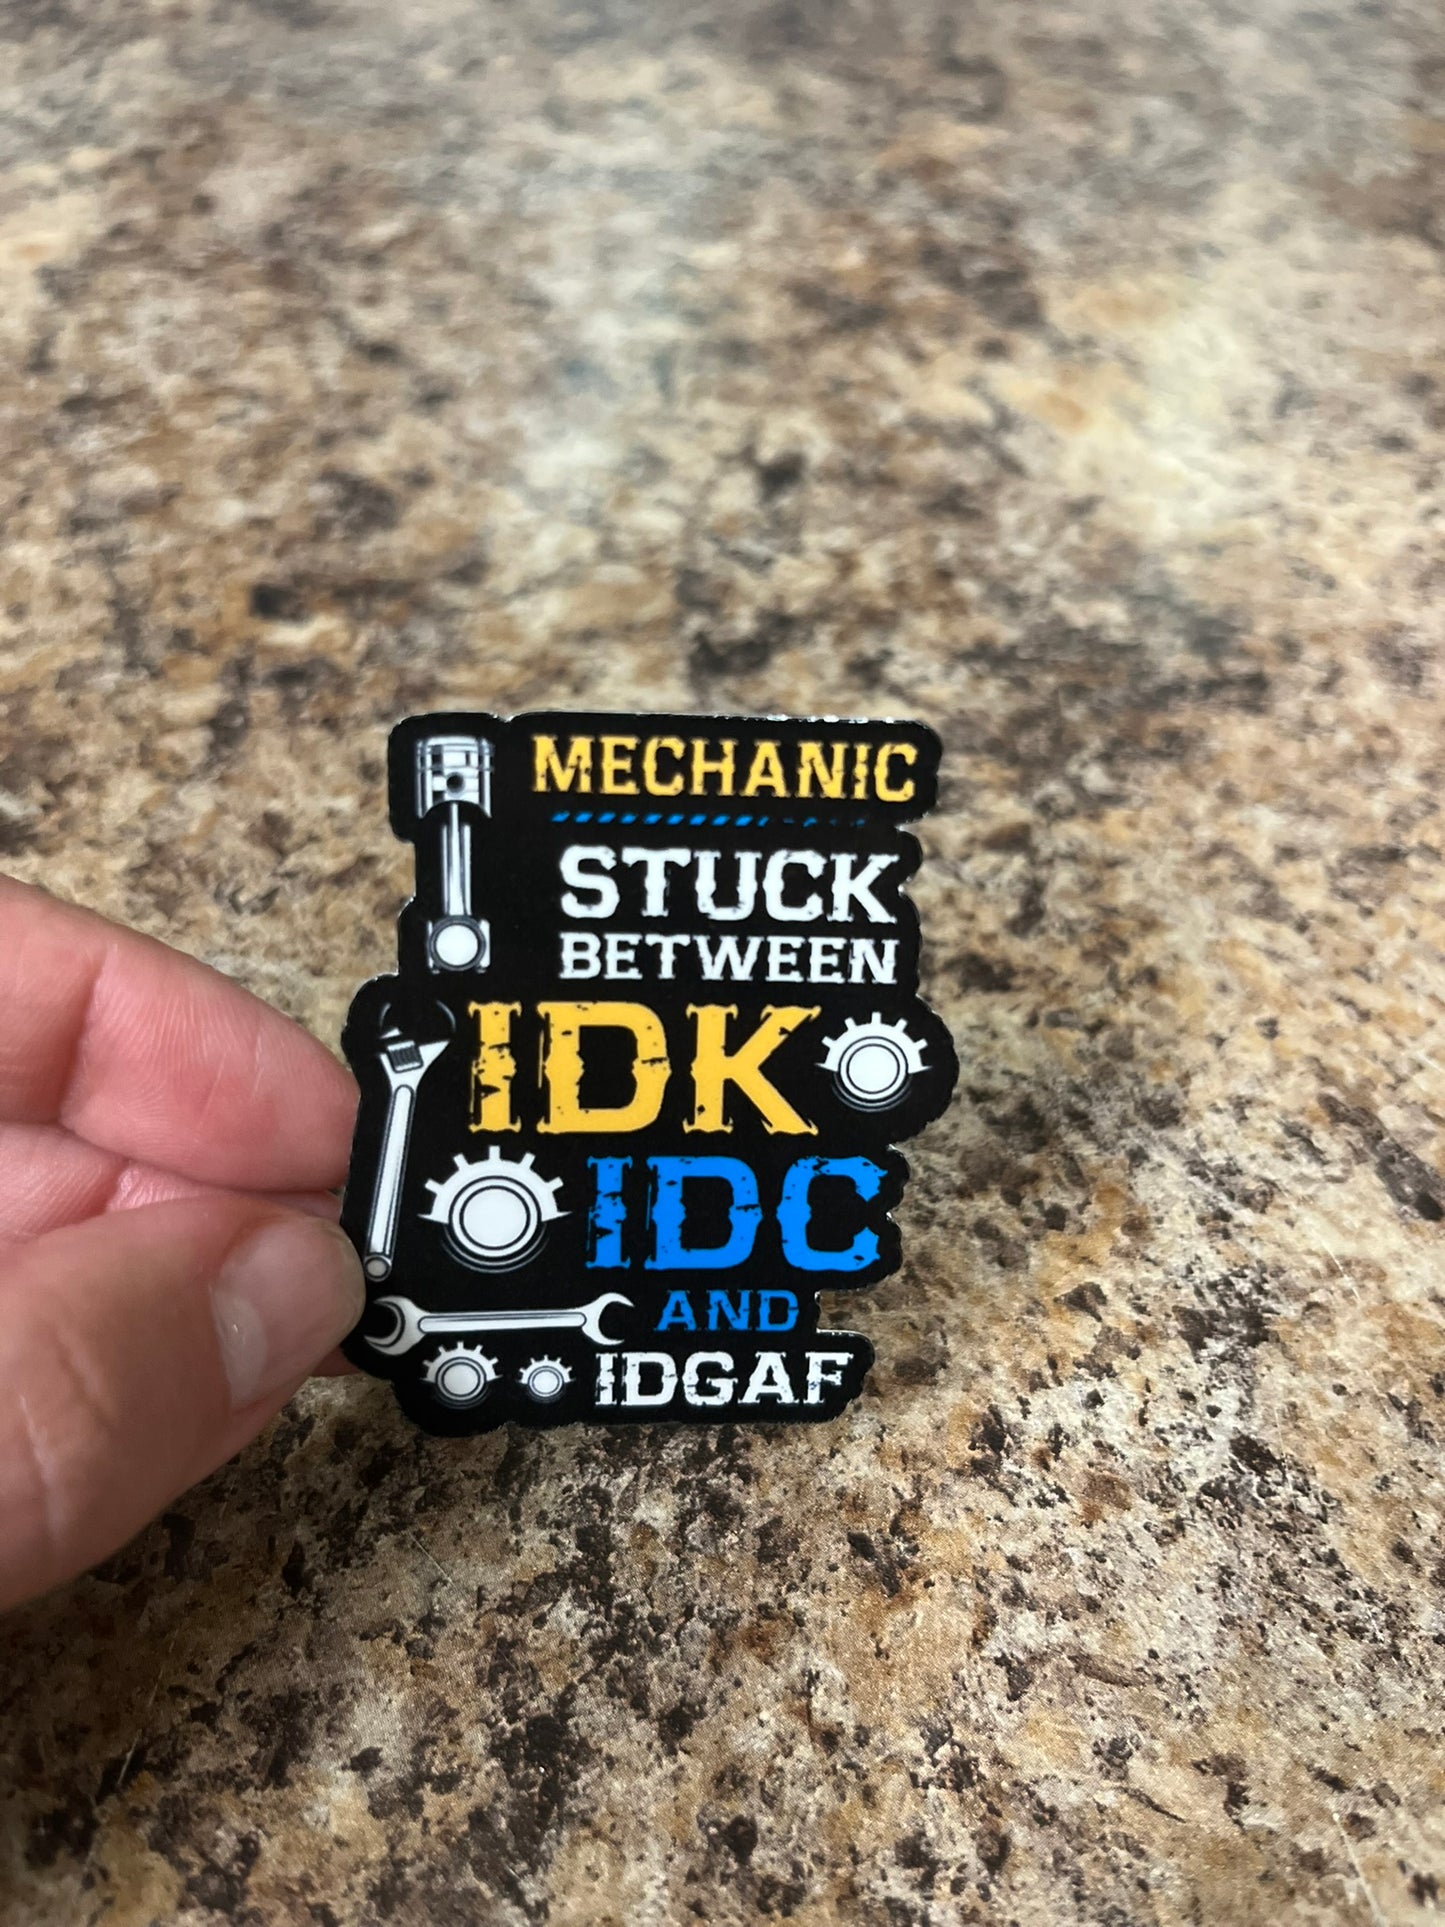 MECHANIC
STUCK
BETWEEN
IDK
IDC
AND
IDGAF